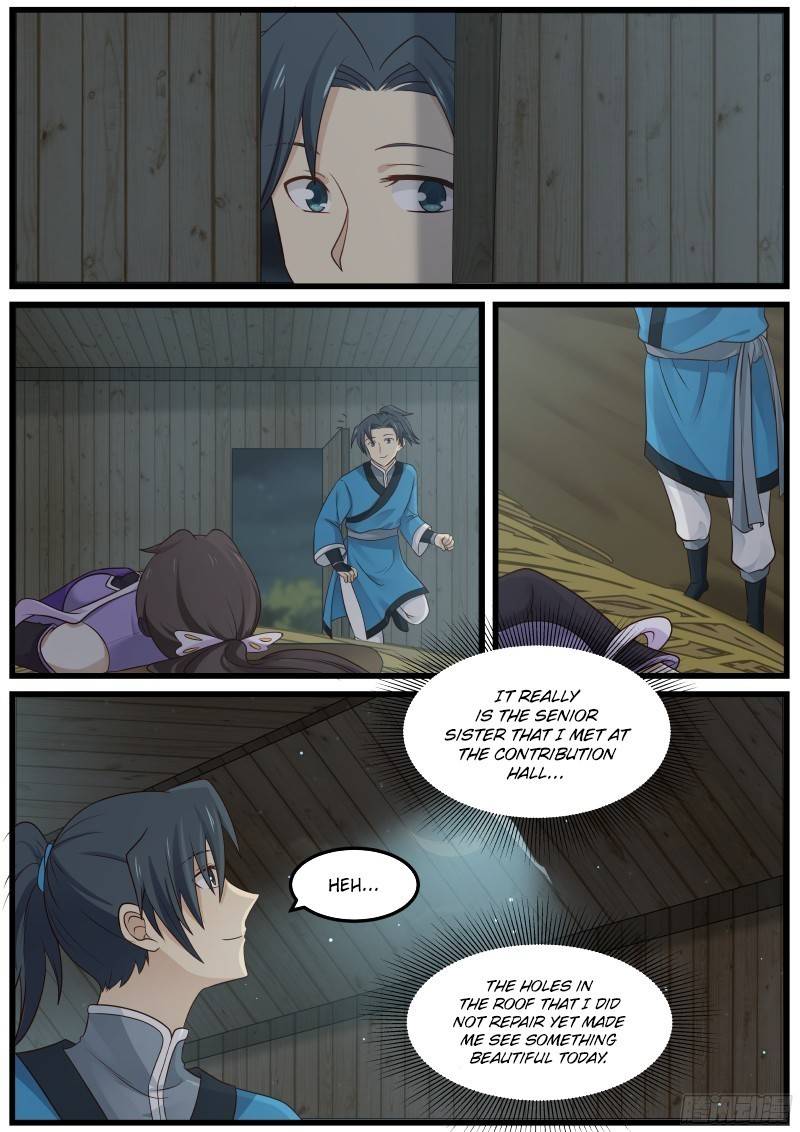 IT REALLY
IS THE SENIOR
SISTER THAT I MET AT
THE CONTRIBUTION
HALL...
HEH...
THE HOLES IN
THE ROOF THAT I DID
NOT REPAIR YET MADE
ME SEE SOMETHING
BEAUTIFUL TODAY.